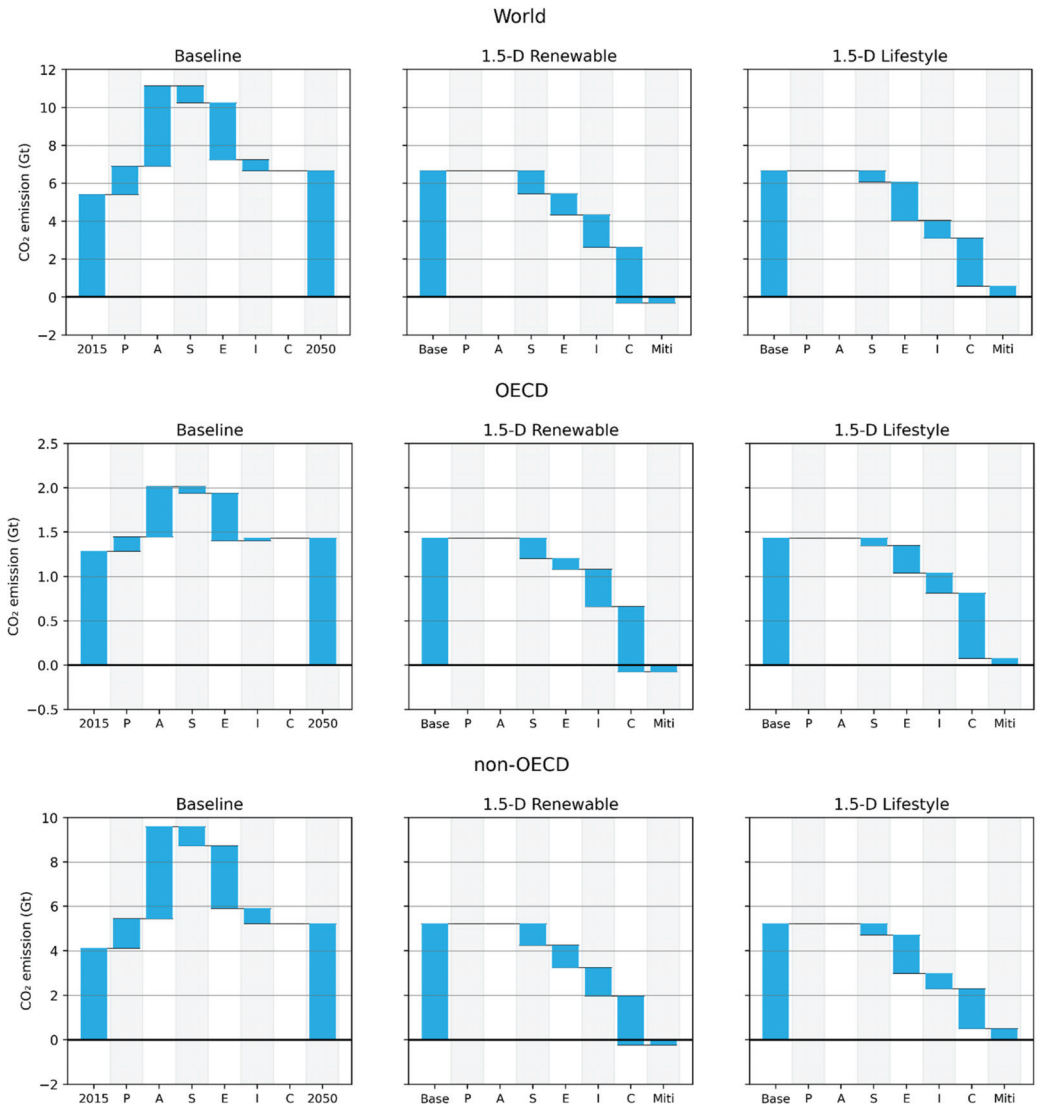 World
Baseline
1.5-D Renewable
1.5-D Lifestyle
CO₂ emission (Gt)
12
10
8
6
4
2
0
−2
2015 P A S E I C 2050
Base P A S E I C Miti
Base P A S E I C Miti
OECD
Baseline
1.5-D Renewable
1.5-D Lifestyle
CO₂ emission (Gt)
2.5
2.0
1.5
1.0
0.5
0.0
−0.5
2015 P A S E I C 2050
Base P A S E I C Miti
Base P A S E I C Miti
non-OECD
Baseline
1.5-D Renewable
1.5-D Lifestyle
CO₂ emission (Gt)
10
8
6
4
2
0
−2
2015 P A S E I C 2050
Base P A S E I C Miti
Base P A S E I C Miti